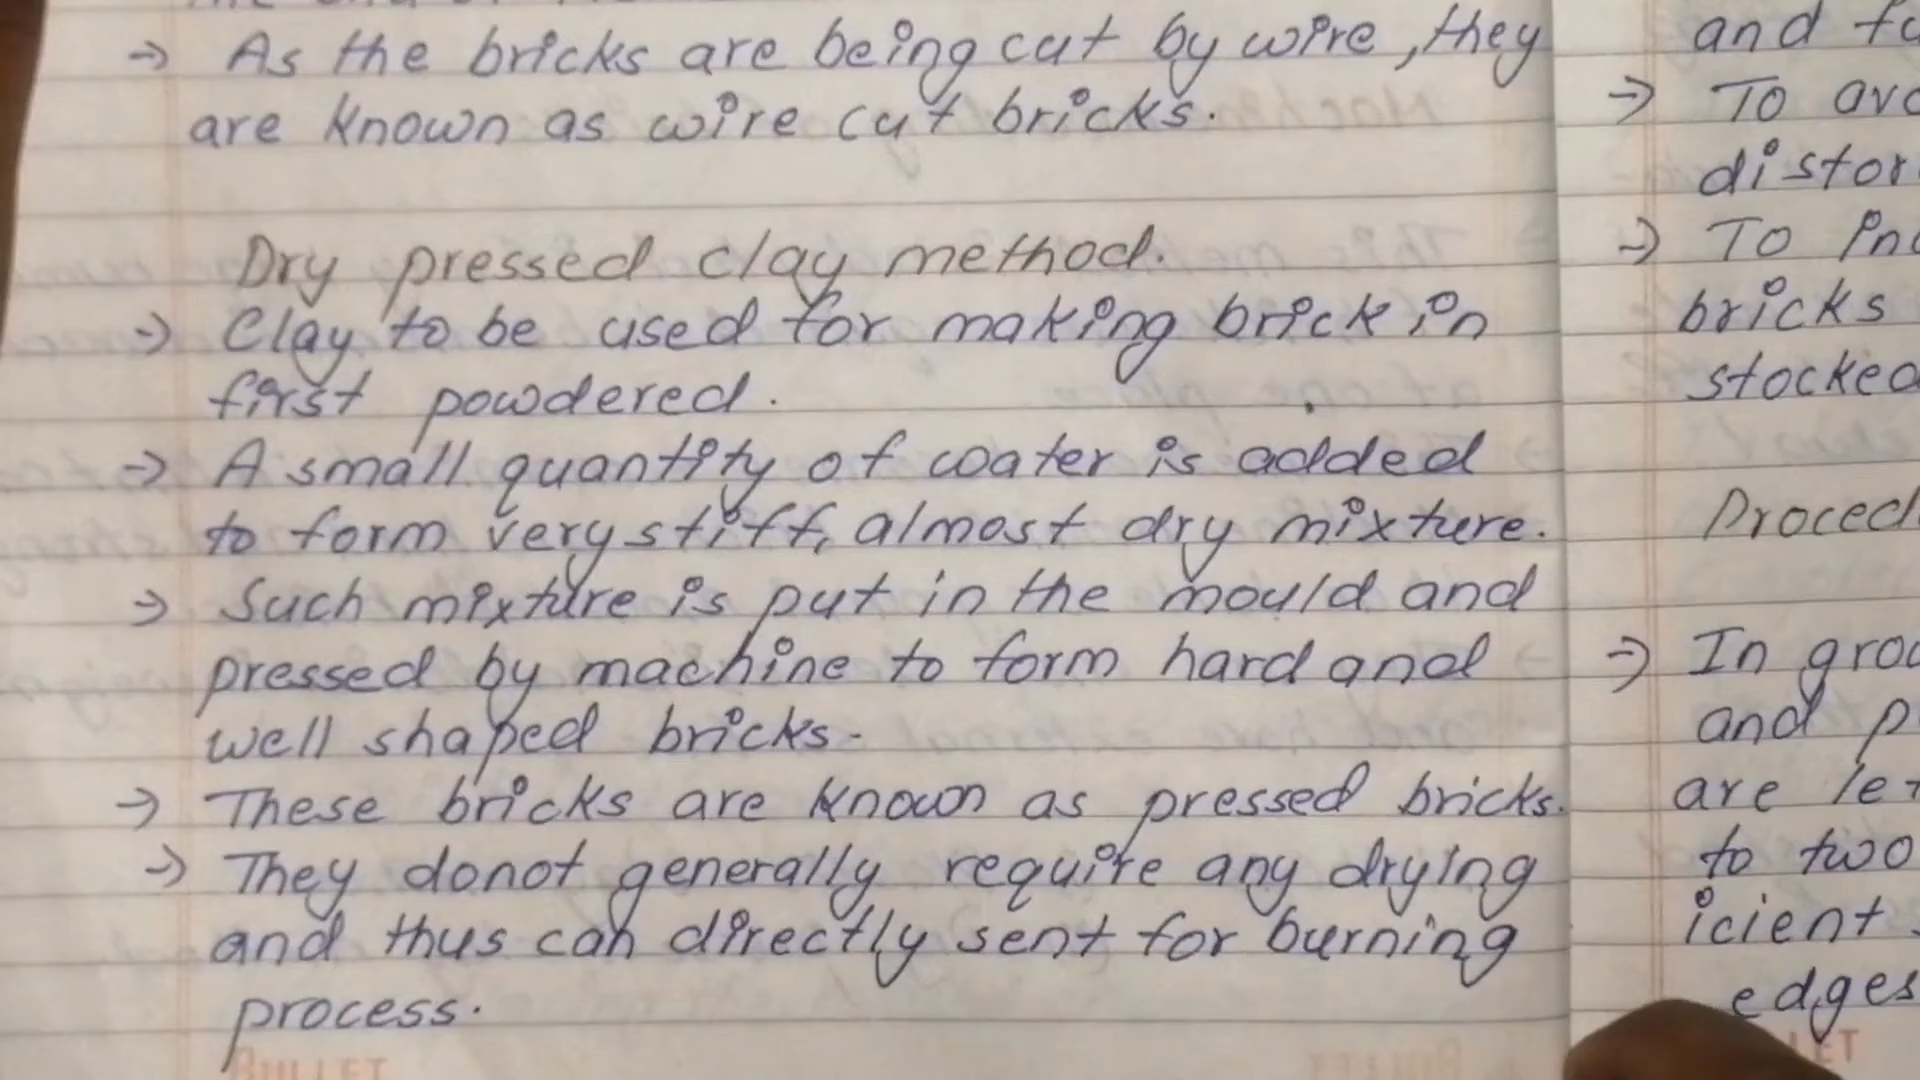 → As the bricks are being cut by wire, they
are known as wire cut bricks.
Dry pressed clay method.
→ Clay to be used for making brick in
first powdered.
→ A small quantity of water is added
to form very stiff, almost dry mixture.
→ Such mixture is put in the mould and
pressed by machine to form hard and
well shaped bricks.
→ These bricks are known as pressed bricks.
→ They donot generally require any drying
and thus can directly sent for burning
process.
BULLET
and
→ To
→ To
bricks
stocked
→ In
and
are
to two
icient
edges